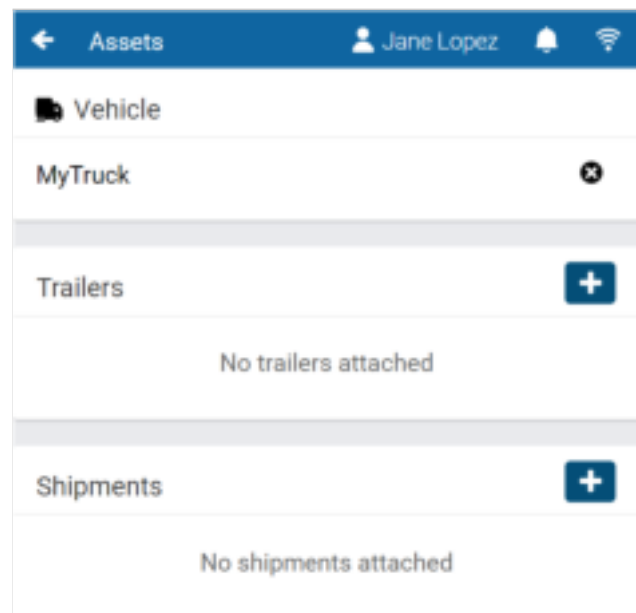 Assets Jane Lopez
Vehicle
MyTruck
Trailers
No trailers attached
Shipments
No shipments attached